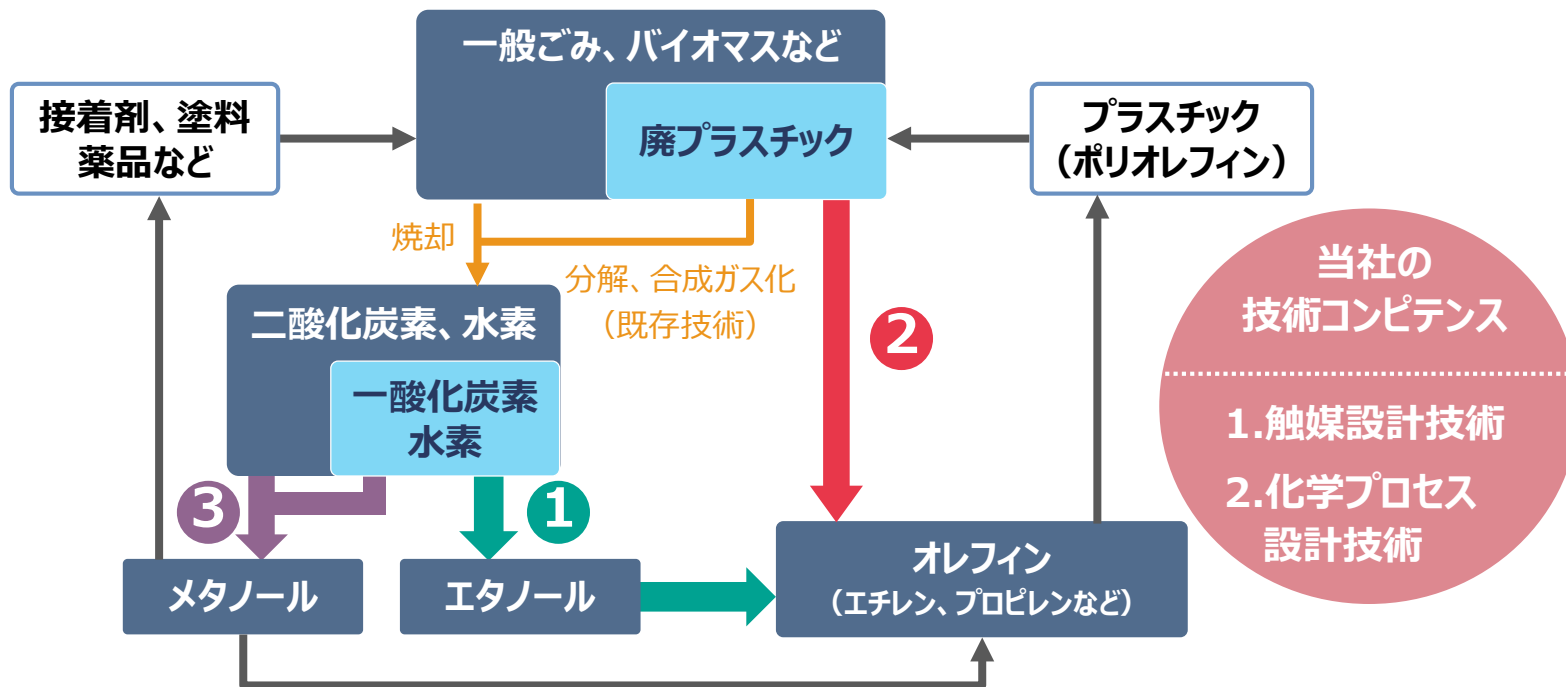 一般ごみ、バイオマスなど
廃プラスチック
接着剤、塗料
薬品など
プラスチック
（ポリオレフィン）
焼却
分解、合成ガス化
（既存技術）
二酸化炭素、水素
一酸化炭素
水素
2
3
1
メタノール
エタノール
オレフィン
（エチレン、プロピレンなど）
当社の
技術コンピテンス
1.触媒設計技術
2.化学プロセス
設計技術